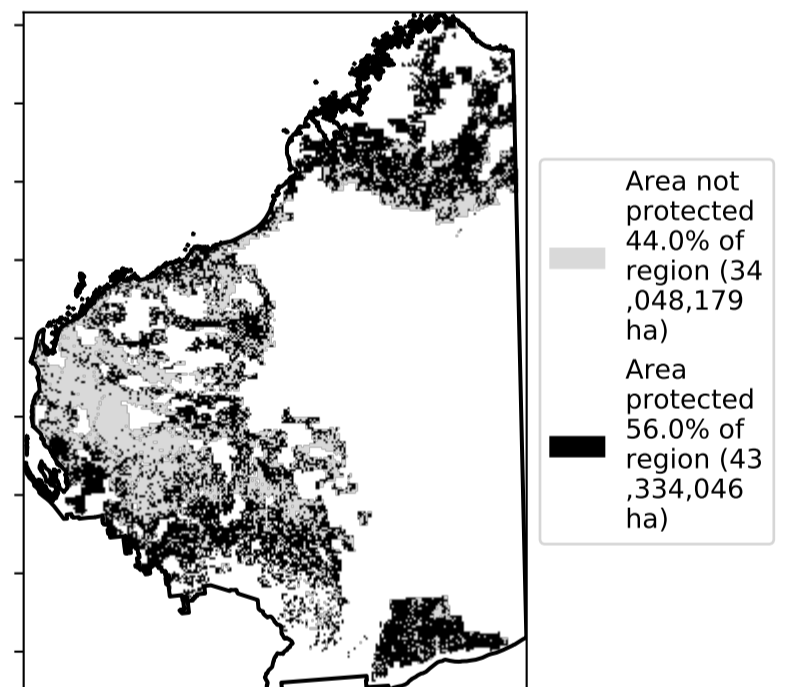 Area not
protected
44.0% of
region (34
,048,179
ha)
Area
protected
56.0% of
region (43
,334,046
ha)